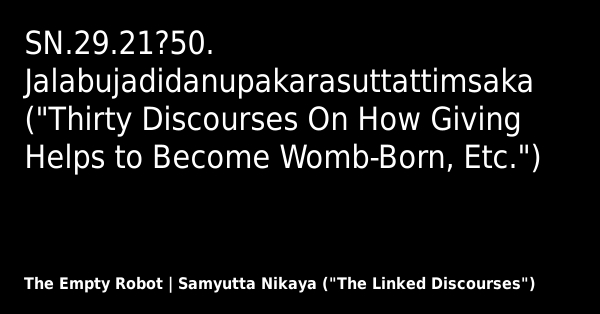 SN.29.21?50.
Jalabujadidanupakarasuttattimsaka
("Thirty Discourses On How Giving
Helps to Become Womb-Born, Etc.")
The Empty Robot | Samyutta Nikaya ("The Linked Discourses")